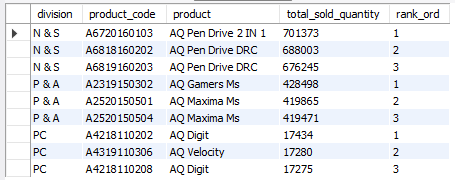 division product_code product total_sold_quantity rank_ord
N & S A6720160103 AQ Pen Drive 2 IN 1 701373 1
N & S A6818160202 AQ Pen Drive DRC 688003 2
N & S A6819160203 AQ Pen Drive DRC 676245 3
P & A A2319150302 AQ Gamers Ms 428498 1
P & A A2520150501 AQ Maxima Ms 419865 2
P & A A2520150504 AQ Maxima Ms 419471 3
PC A4218110202 AQ Digit 17434 1
PC A4319110306 AQ Velocity 17280 2
PC A4218110208 AQ Digit 17275 3